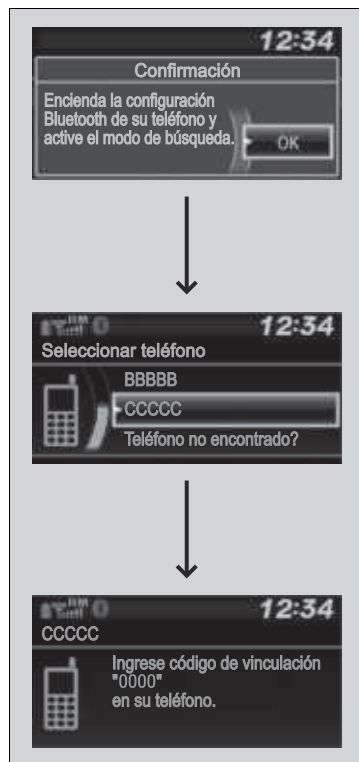 12:34
Confirmación
Encienda la configuración
Bluetooth de su teléfono y
active el modo de búsqueda.
OK
12:34
Seleccionar teléfono
BBBBB
CCCCC
Teléfono no encontrado?
12:34
CCCCC
Ingrese código de vinculación
"0000"
en su teléfono.